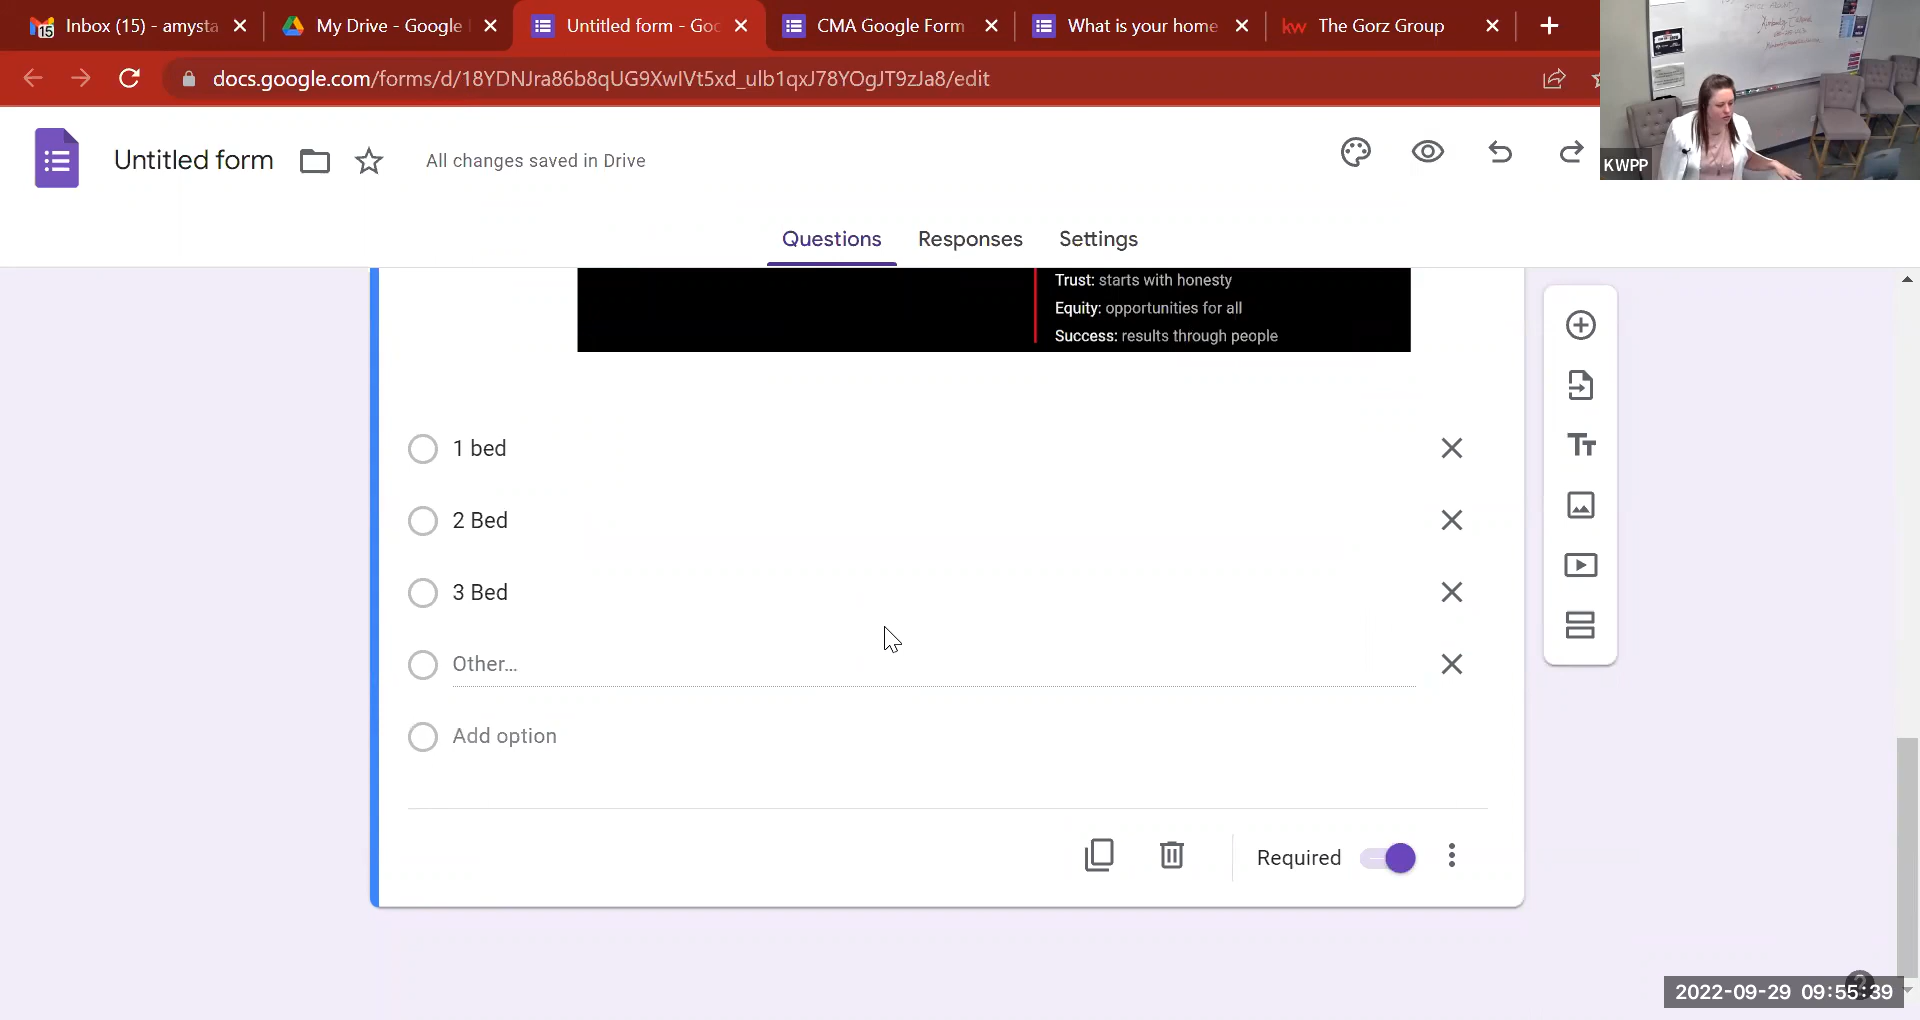 Inbox (15) - amysta
My Drive - Google
Untitled form - Goo
CMA Google Form
What is your home
kw The Gorz Group
docs.google.com/forms/d/18YDNJra86b8qUG9XwIVt5xd_ulb1qxJ78YOgJT9zJa8/edit
Untitled form
All changes saved in Drive
KWPP
Questions
Responses
Settings
Trust: starts with honesty
Equity: opportunities for all
Success: results through people
1 bed
2 Bed
3 Bed
Other...
Add option
Required
2022-09-29 09:55:39